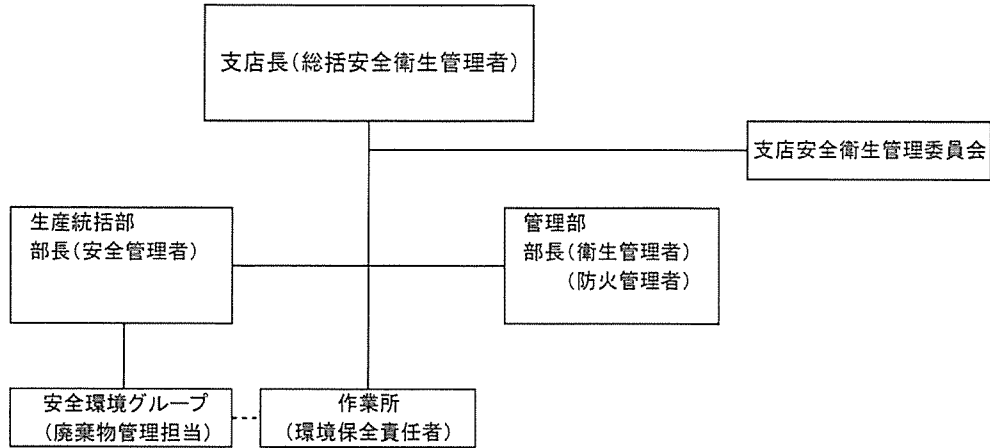 支店長(総括安全衛生管理者)
支店安全衛生管理委員会
生産統括部
部長(安全管理者)
管理部
部長(衛生管理者)
(防火管理者)
安全環境グループ
(廃棄物管理担当)
作業所
(環境保全責任者)